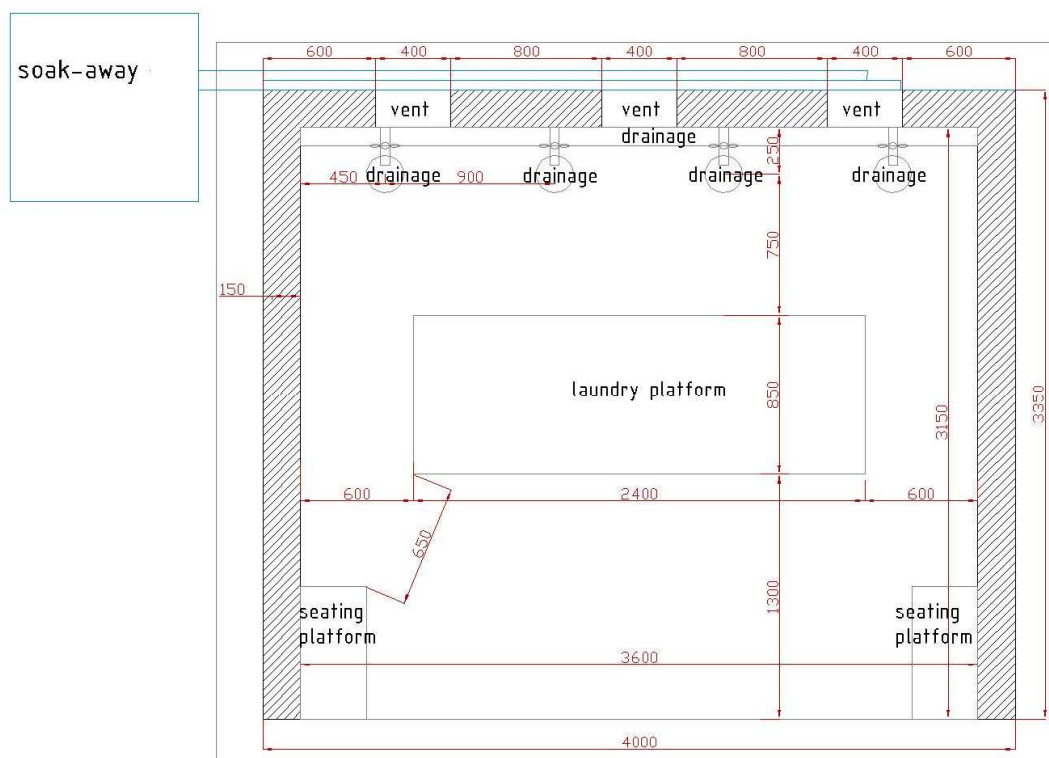 600 400 800 400 800 400 600
soak-away
vent vent vent
drainage
250
450 drainage 900 drainage drainage drainage
750
150
laundry platform
850
3150
3350
600 2400 600
650
1300
seating
platform
seating
platform
3600
4000